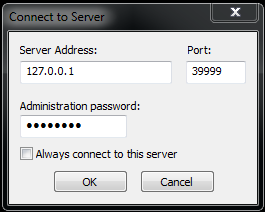 Connect to Server
Server Address: Port:
127.0.0.1 39999
Administration password:
••••••••
Always connect to this server
OK Cancel